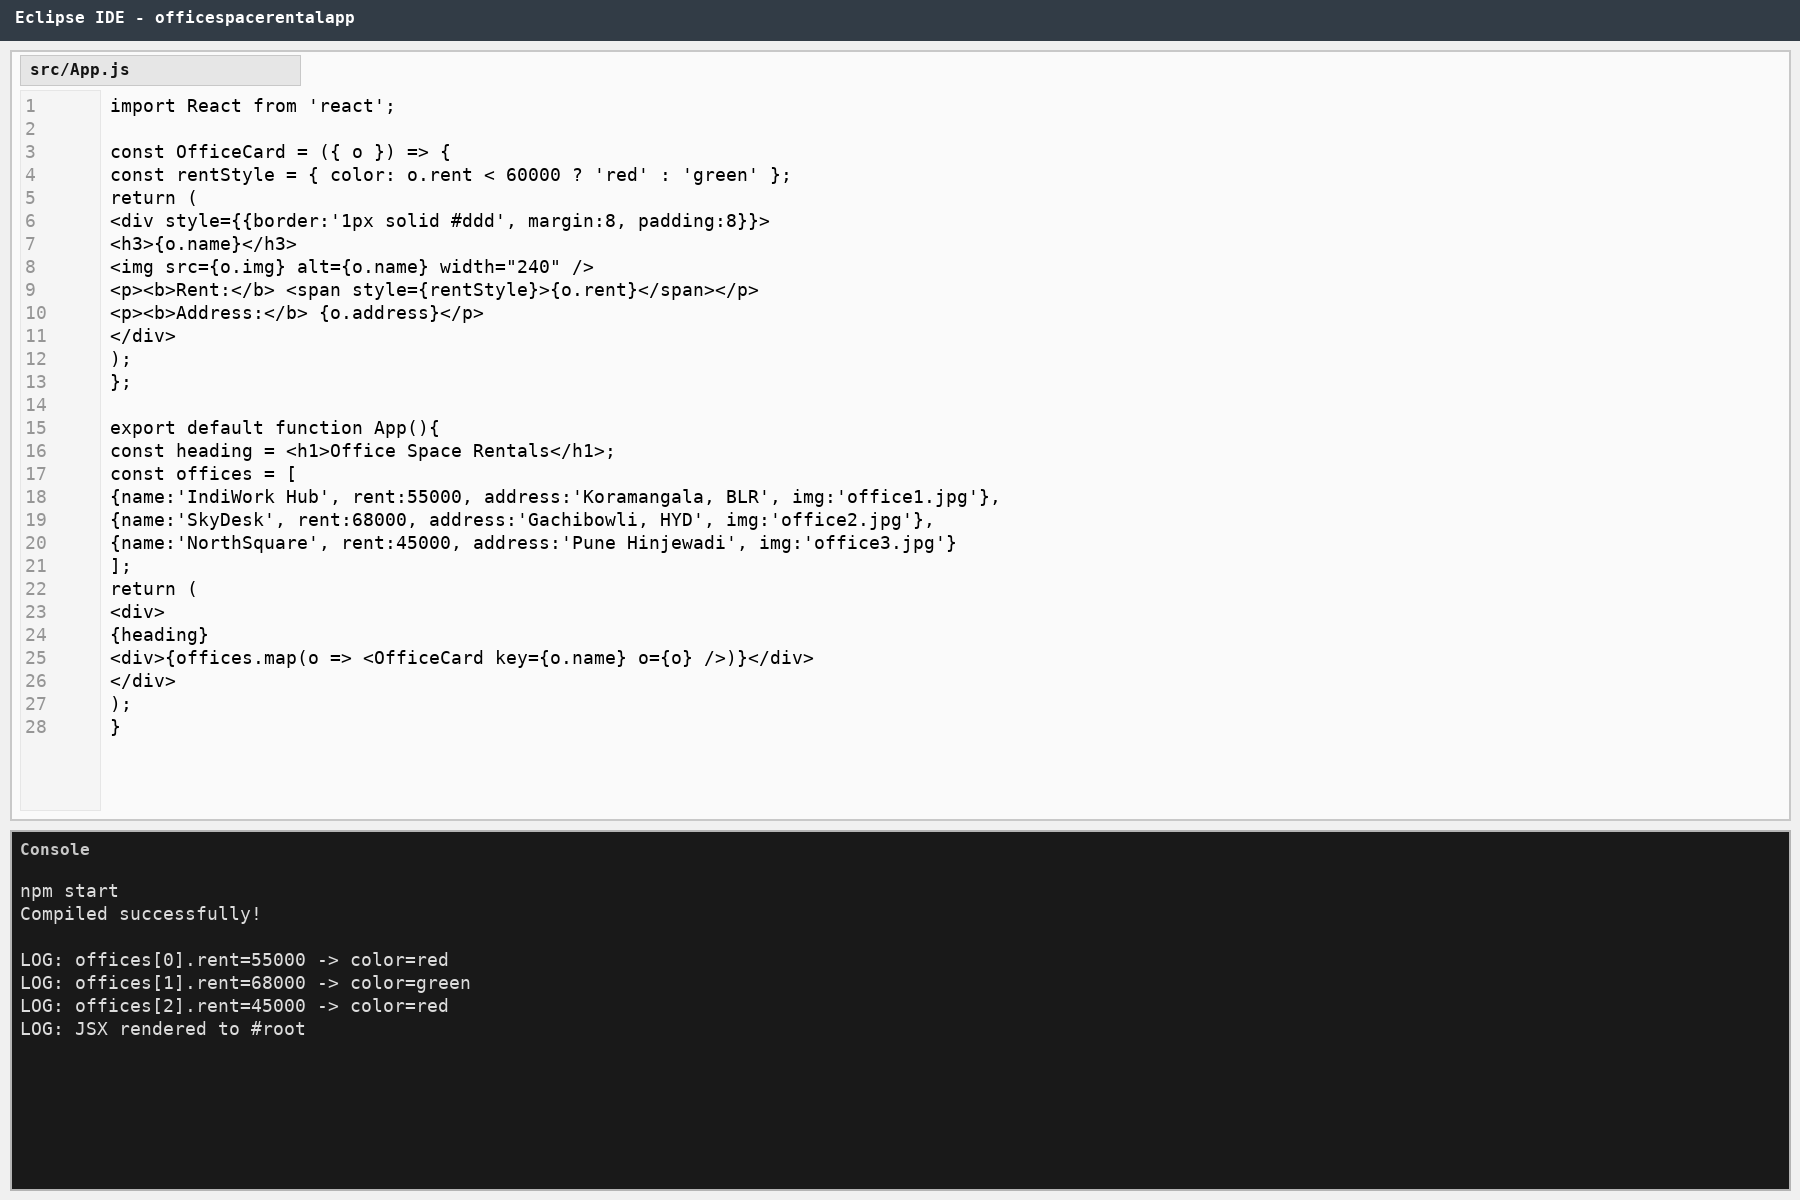 Eclipse IDE - officespacerentalapp
src/App.js
1 import React from 'react';
2
3 const OfficeCard = ({ o }) => {
4 const rentStyle = { color: o.rent < 60000 ? 'red' : 'green' };
5 return (
6 <div style={{border:'1px solid #ddd', margin:8, padding:8}}>
7 <h3>{o.name}</h3>
8 <img src={o.img} alt={o.name} width="240" />
9 <p><b>Rent:</b> <span style={rentStyle}>{o.rent}</span></p>
10 <p><b>Address:</b> {o.address}</p>
11 </div>
12 );
13 };
14
15 export default function App(){
16 const heading = <h1>Office Space Rentals</h1>;
17 const offices = [
18 {name:'IndiWork Hub', rent:55000, address:'Koramangala, BLR', img:'office1.jpg'},
19 {name:'SkyDesk', rent:68000, address:'Gachibowli, HYD', img:'office2.jpg'},
20 {name:'NorthSquare', rent:45000, address:'Pune Hinjewadi', img:'office3.jpg'}
21 ];
22 return (
23 <div>
24 {heading}
25 <div>{offices.map(o => <OfficeCard key={o.name} o={o} />)}</div>
26 </div>
27 );
28 }
Console
npm start
Compiled successfully!
LOG: offices[0].rent=55000 -> color=red
LOG: offices[1].rent=68000 -> color=green
LOG: offices[2].rent=45000 -> color=red
LOG: JSX rendered to #root